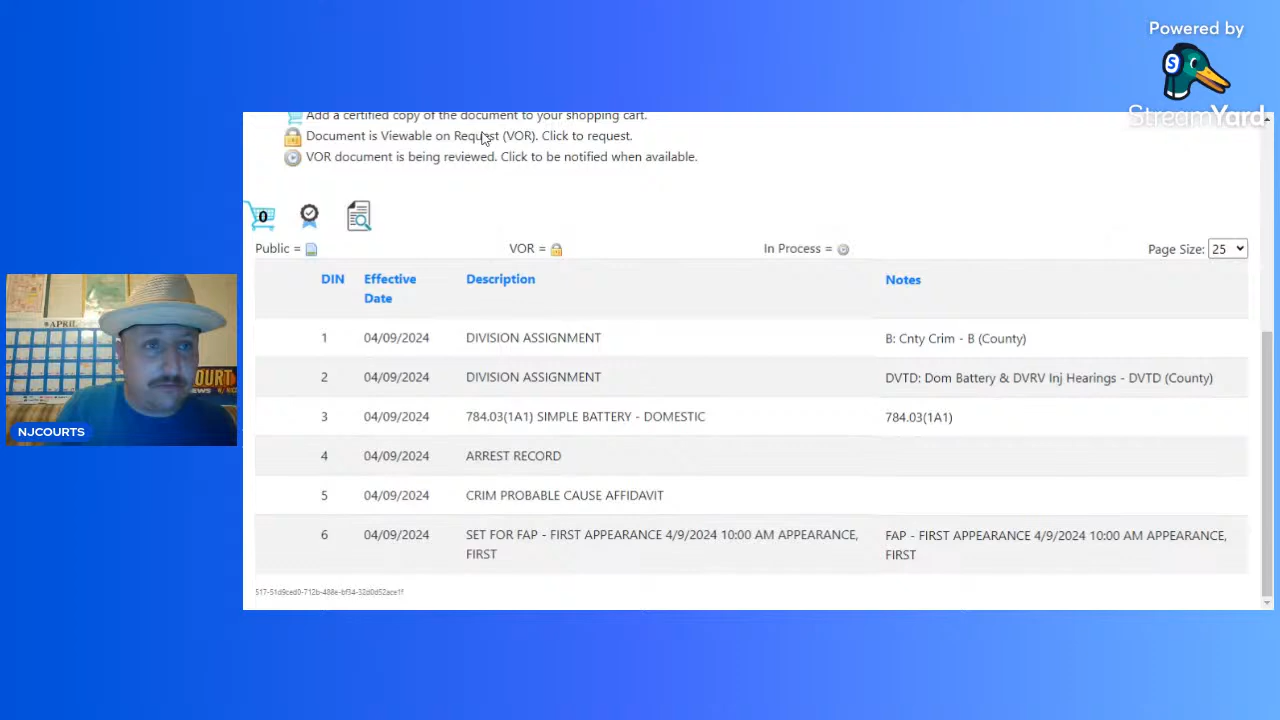 Powered by
StreamYard
Add a certified copy of the document to your shopping cart.
Document is Viewable on Request (VOR). Click to request.
VOR document is being reviewed. Click to be notified when available.
0
Public =
VOR =
In Process =
Page Size: 25
DIN Effective Date Description Notes
1 04/09/2024 DIVISION ASSIGNMENT B: Cnty Crim - B (County)
2 04/09/2024 DIVISION ASSIGNMENT DVTD: Dom Battery & DVRV Inj Hearings - DVTD (County)
3 04/09/2024 784.03(1A1) SIMPLE BATTERY - DOMESTIC 784.03(1A1)
4 04/09/2024 ARREST RECORD
5 04/09/2024 CRIM PROBABLE CAUSE AFFIDAVIT
6 04/09/2024 SET FOR FAP - FIRST APPEARANCE 4/9/2024 10:00 AM APPEARANCE, FIRST FAP - FIRST APPEARANCE 4/9/2024 10:00 AM APPEARANCE, FIRST
APRIL
OURT
NEWS
NJCOURTS